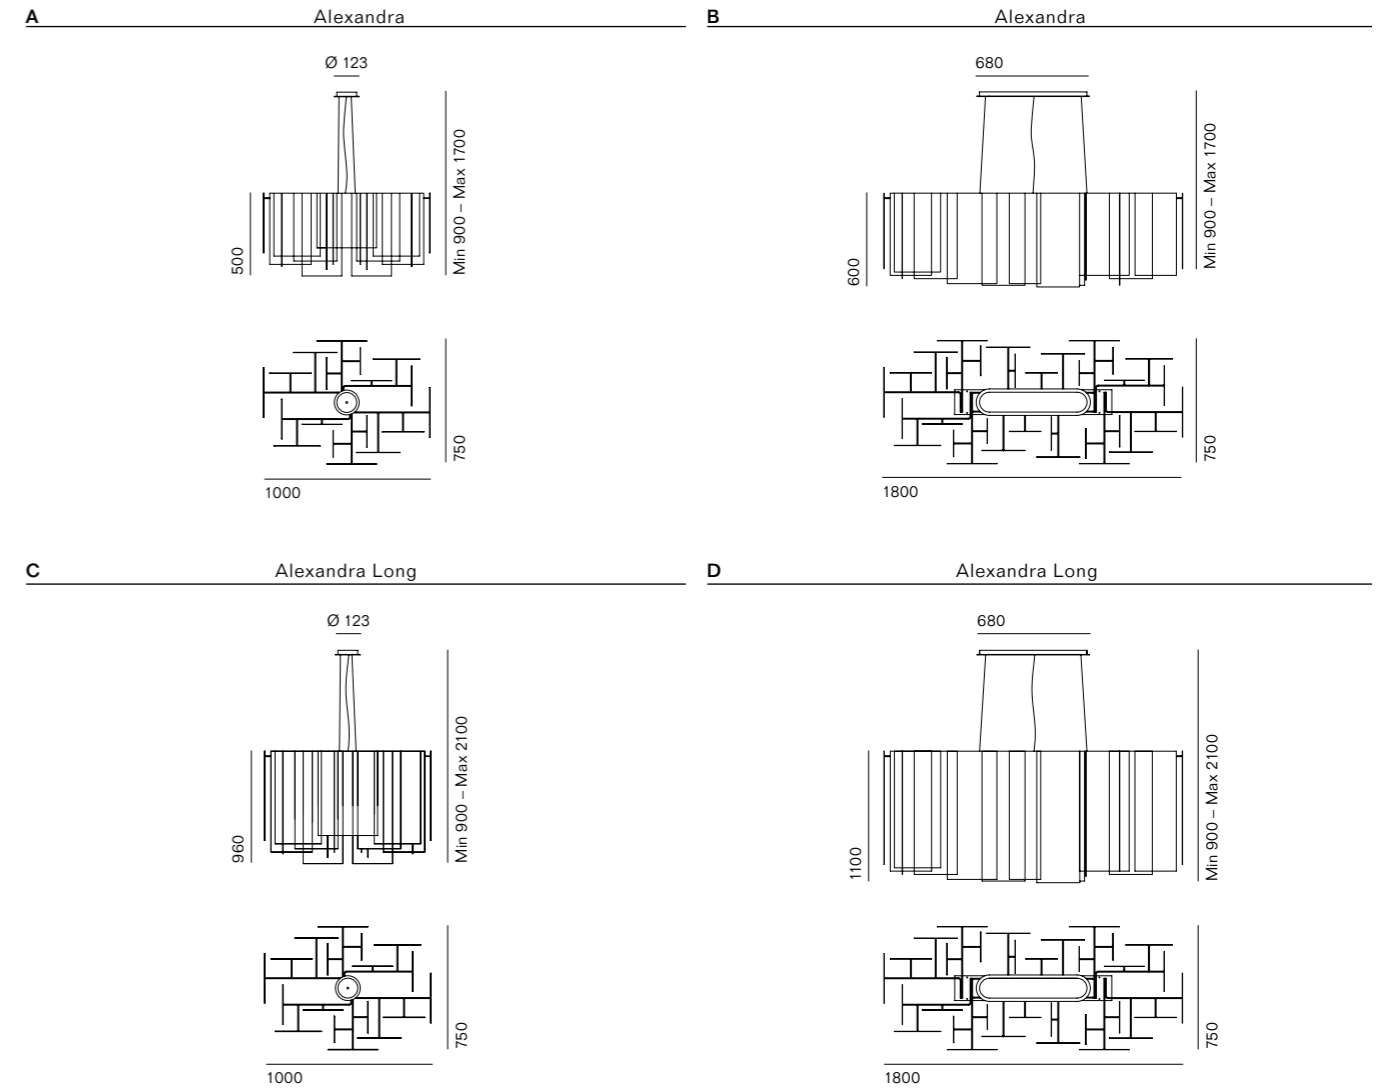 A Alexandra
Ø 123
500
Min 900 – Max 1700
750
1000
B Alexandra
680
600
Min 900 – Max 1700
750
1800
C Alexandra Long
Ø 123
960
Min 900 – Max 2100
750
1000
D Alexandra Long
680
1100
Min 900 – Max 2100
750
1800